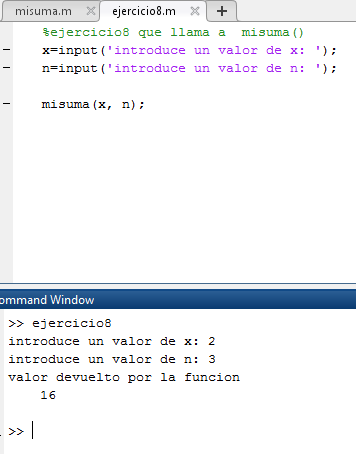 misuma.m × ejercicio8.m × +
%ejercicio8 que llama a  misuma()
x=input('introduce un valor de x: ');
n=input('introduce un valor de n: ');
misuma(x, n);
ommand Window
>> ejercicio8
introduce un valor de x: 2
introduce un valor de n: 3
valor devuelto por la funcion
16
>>